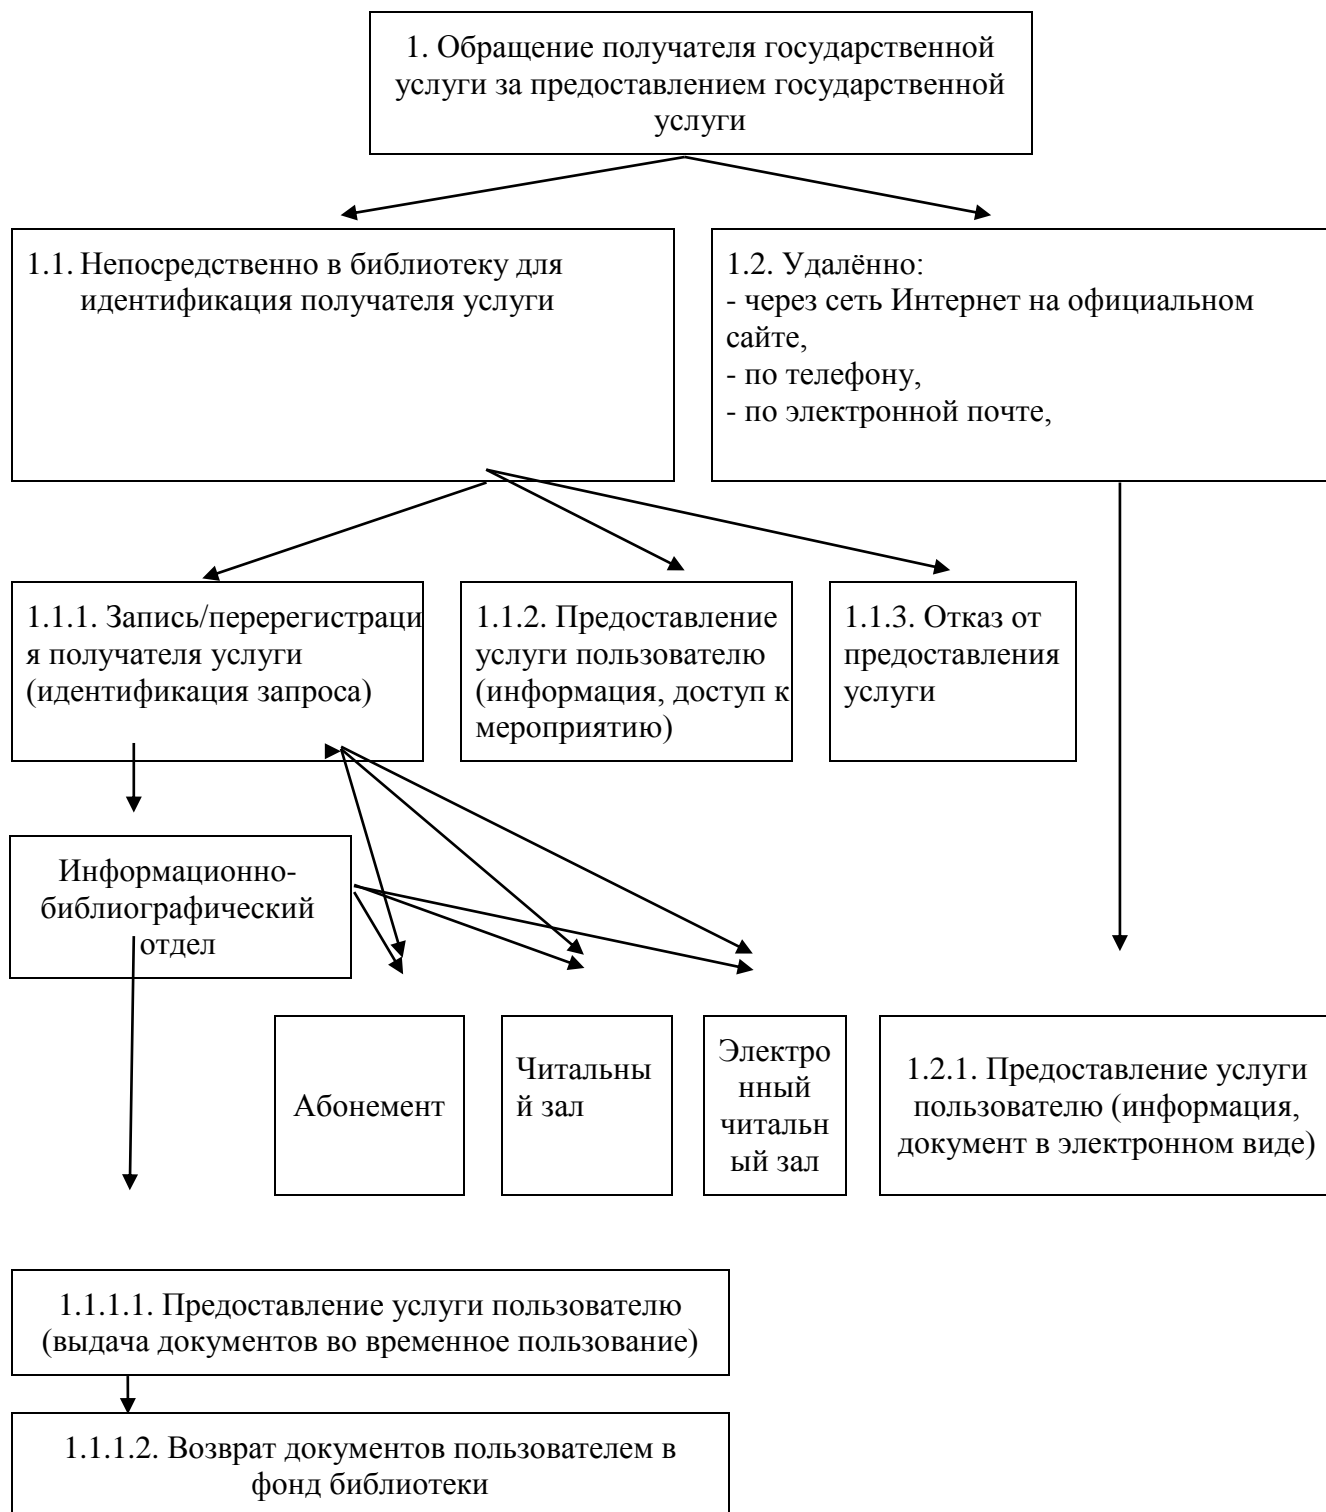 1. Обращение получателя государственной
услуги за предоставлением государственной
услуги
1.1. Непосредственно в библиотеку для
идентификация получателя услуги
1.2. Удалённо:
- через сеть Интернет на официальном
сайте,
- по телефону,
- по электронной почте,
1.1.1. Запись/перерегистраци
я получателя услуги
(идентификация запроса)
1.1.2. Предоставление
услуги пользователю
(информация, доступ к
мероприятию)
1.1.3. Отказ от
предоставления
услуги
Информационно-
библиографический
отдел
Абонемент
Читальны
й зал
Электро
нный
читальн
ый зал
1.2.1. Предоставление услуги
пользователю (информация,
документ в электронном виде)
1.1.1.1. Предоставление услуги пользователю
(выдача документов во временное пользование)
1.1.1.2. Возврат документов пользователем в
фонд библиотеки